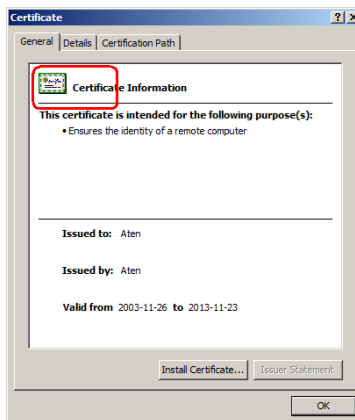 Certificate
General Details Certification Path
Certificate Information
This certificate is intended for the following purpose(s):
• Ensures the identity of a remote computer
Issued to: Aten
Issued by: Aten
Valid from 2003-11-26 to 2013-11-23
Install Certificate... Issuer Statement
OK